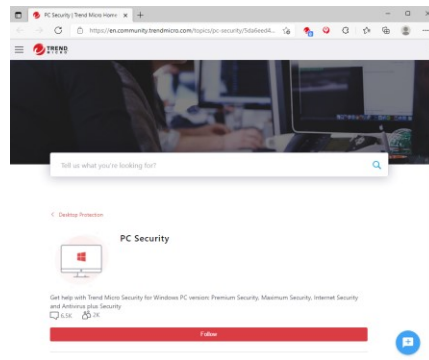 PC Security | Trend Micro Home
https://en.community.trendmicro.com/topics/pc-security/5da6eed4...
TREND
MICRO
Tell us what you're looking for?
Desktop Protection
PC Security
Get help with Trend Micro Security for Windows PC version: Premium Security, Maximum Security, Internet Security
and Antivirus plus Security
6.5K 2K
Follow